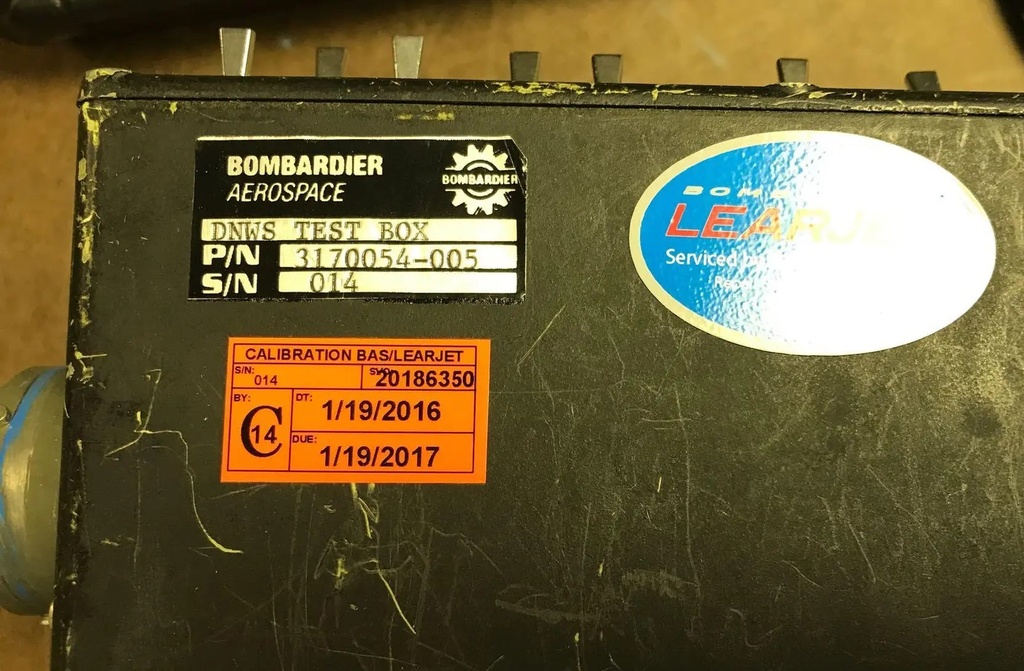 BOMBARDIER
AEROSPACE
BOMBARDIER
DNWS TEST BOX
P/N 3170054-005
S/N 014
LEARJE
Serviced
CALIBRATION BAS/LEARJET
S/N: 014 20186350
BY: C14 DT: 1/19/2016
DUE: 1/19/2017